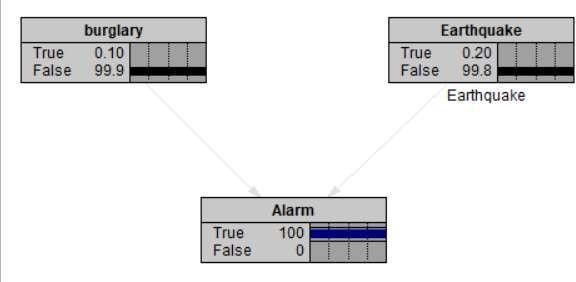 burglary
True 0.10
False 99.9
Earthquake
True 0.20
False 99.8
Earthquake
Alarm
True 100
False 0